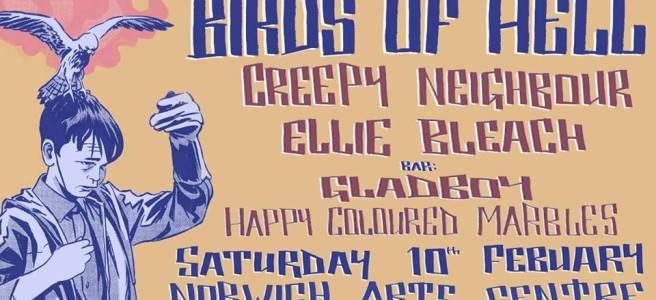 BIRDS OF HELL
CREEPY NEIGHBOUR
ELLIE BLEACH
BAR:
GLADBOY
HAPPY COLOURED MARBLES
SATURDAY 10th FEBUARY
NORWICH ARTS CENTRE